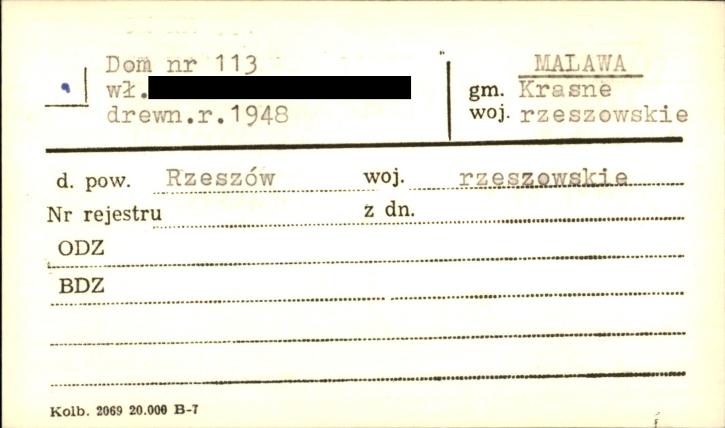 Dom nr 113
wł.
drewn.r.1948
MALAWA
gm. Krasne
woj. rzeszowskie
d. pow. Rzeszów woj. rzeszowskie
Nr rejestru z dn.
ODZ
BDZ
Kolb. 2069 20.000 B-7